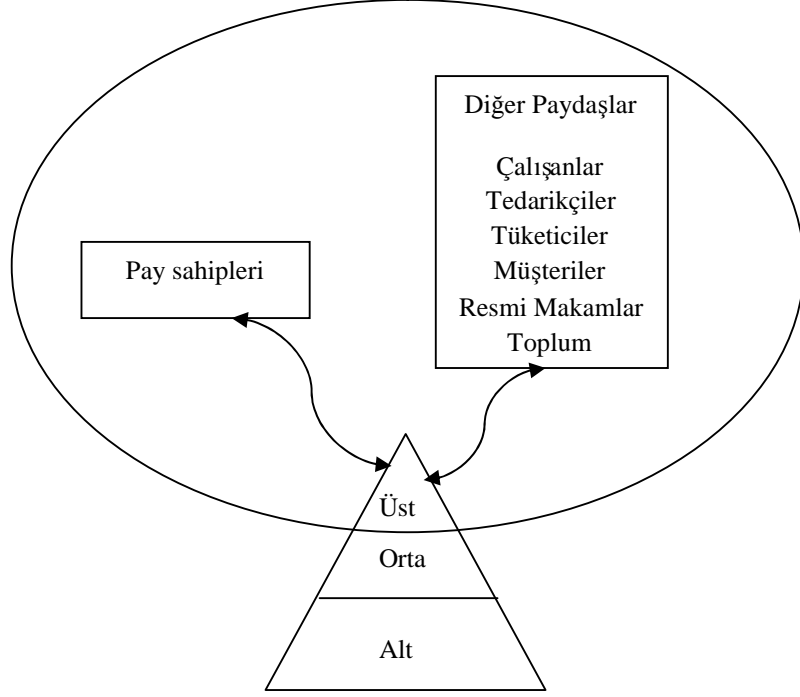 Diğer Paydaşlar
Çalışanlar
Tedarikçiler
Tüketiciler
Müşteriler
Resmi Makamlar
Toplum
Pay sahipleri
Üst
Orta
Alt